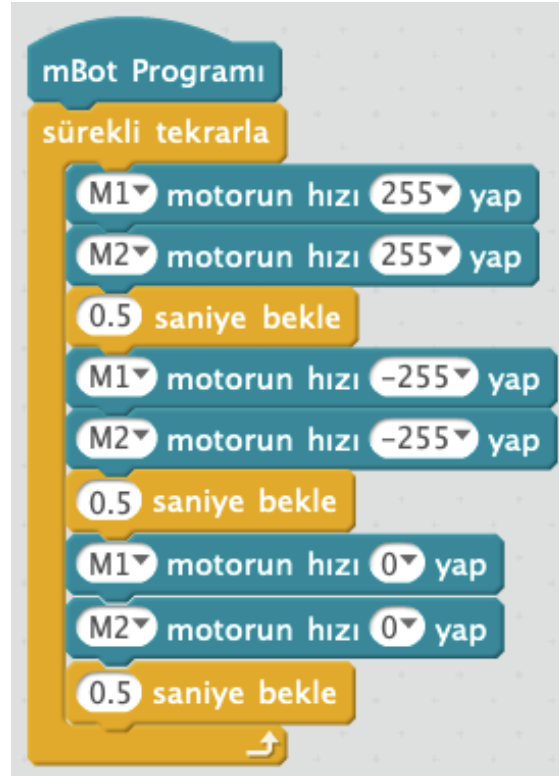 mBot Programı
sürekli tekrarla
M1 motorun hızı 255 yap
M2 motorun hızı 255 yap
0.5 saniye bekle
M1 motorun hızı -255 yap
M2 motorun hızı -255 yap
0.5 saniye bekle
M1 motorun hızı 0 yap
M2 motorun hızı 0 yap
0.5 saniye bekle